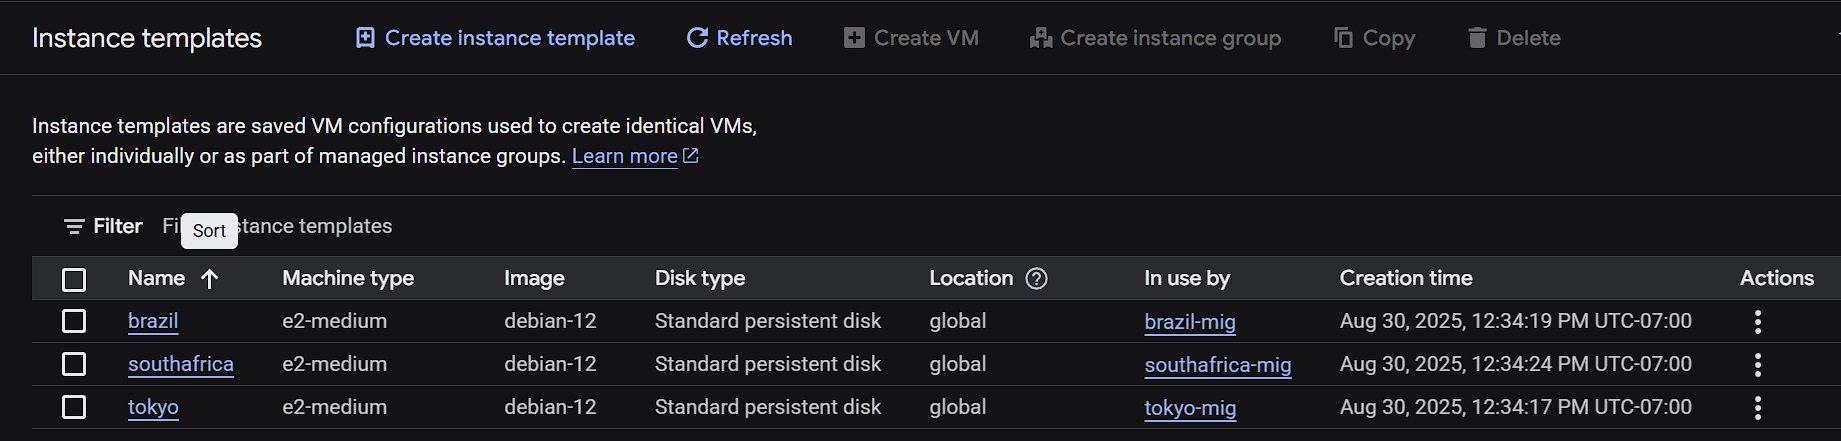 Instance templates Create instance template Refresh Create VM Create instance group Copy Delete
Instance templates are saved VM configurations used to create identical VMs,
either individually or as part of managed instance groups. Learn more
Filter Fi stance templates
Sort
Name Machine type Image Disk type Location In use by Creation time Actions
brazil e2-medium debian-12 Standard persistent disk global brazil-mig Aug 30, 2025, 12:34:19 PM UTC-07:00
southafrica e2-medium debian-12 Standard persistent disk global southafrica-mig Aug 30, 2025, 12:34:24 PM UTC-07:00
tokyo e2-medium debian-12 Standard persistent disk global tokyo-mig Aug 30, 2025, 12:34:17 PM UTC-07:00